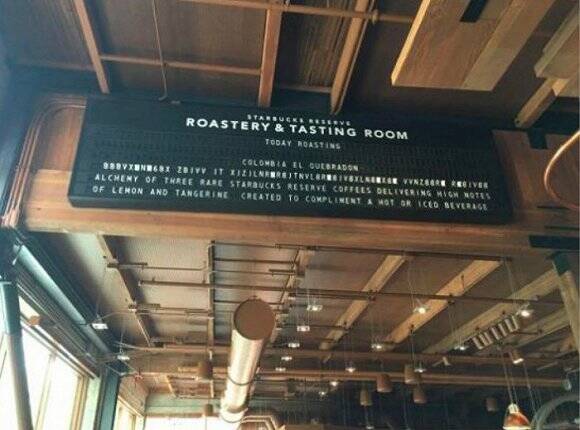 STARBUCKS RESERVE
ROASTERY & TASTING ROOM
TODAY ROASTING
COLOMBIA EL QUEBRADON
ALCHEMY OF THREE RARE STARBUCKS RESERVE COFFEES DELIVERING HIGH NOTES
OF LEMON AND TANGERINE. CREATED TO COMPLIMENT A HOT OR ICED BEVERAGE